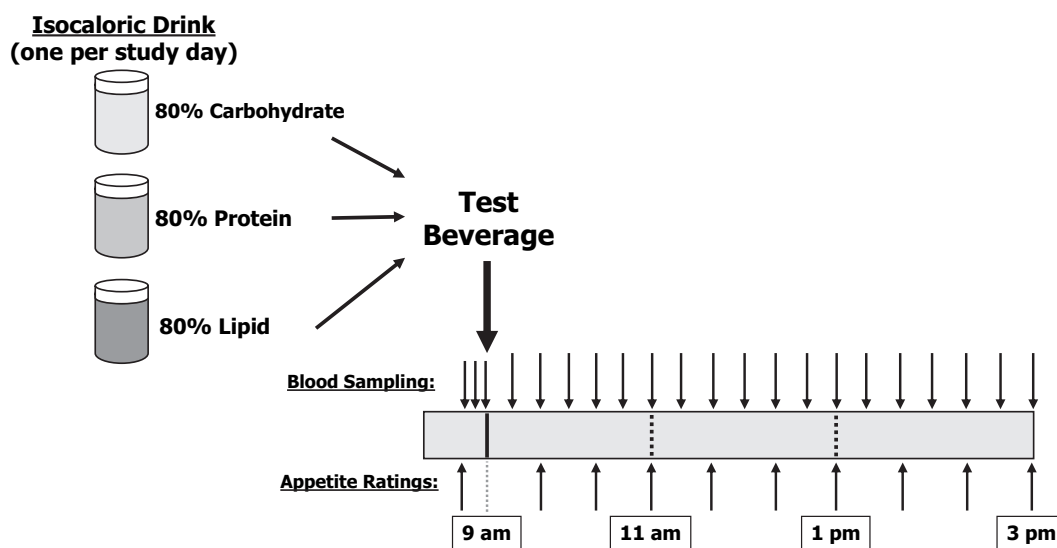 Isocaloric Drink
(one per study day)
80% Carbohydrate
80% Protein
80% Lipid
Test
Beverage
Blood Sampling:
Appetite Ratings:
9 am
11 am
1 pm
3 pm